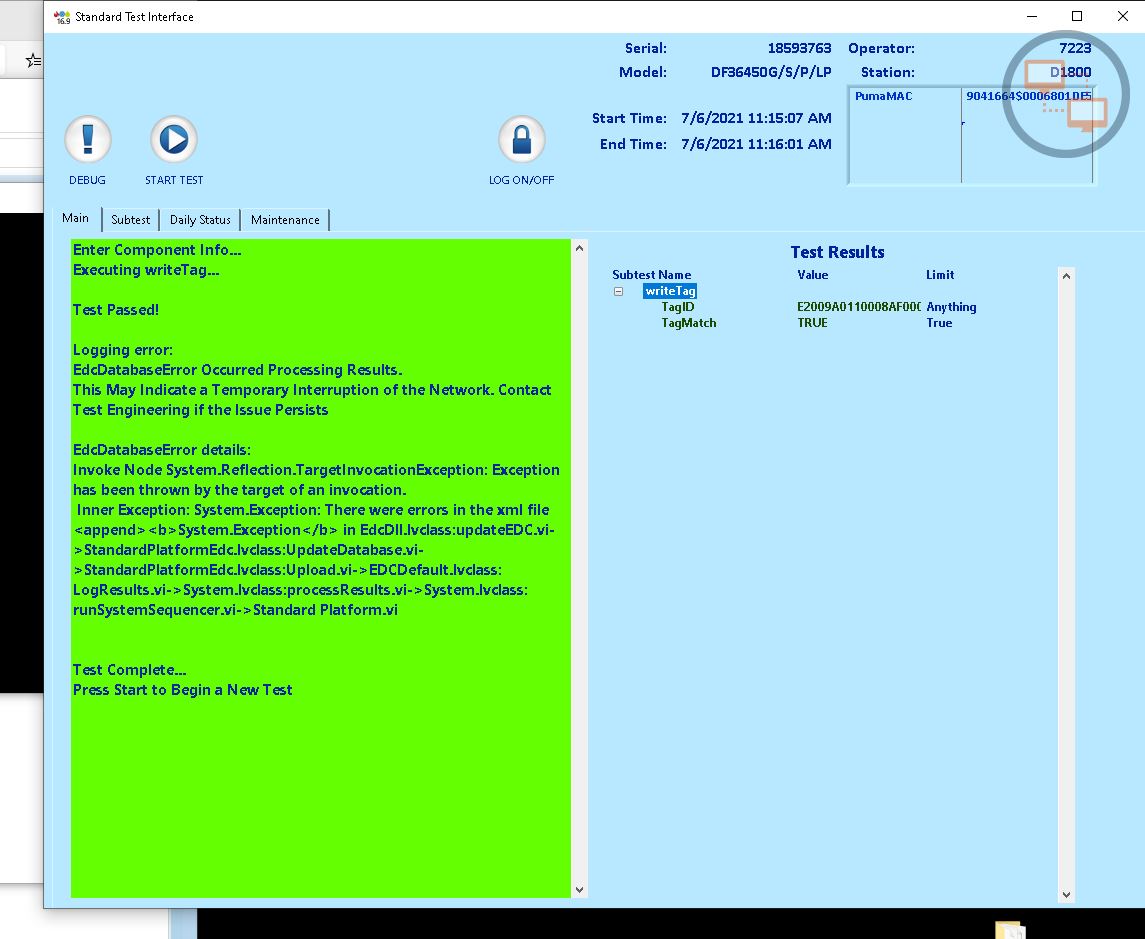 16.9 Standard Test Interface
Serial: 18593763 Operator: 7223
Model: DF36450G/S/P/LP Station: D1800
PumaMAC 9041664$0006801DE5
Start Time: 7/6/2021 11:15:07 AM
End Time: 7/6/2021 11:16:01 AM
DEBUG START TEST LOG ON/OFF
Main Subtest Daily Status Maintenance
Enter Component Info...
Executing writeTag...
Test Passed!
Logging error:
EdcDatabaseError Occurred Processing Results.
This May Indicate a Temporary Interruption of the Network. Contact
Test Engineering if the Issue Persists
EdcDatabaseError details:
Invoke Node System.Reflection.TargetInvocationException: Exception
has been thrown by the target of an invocation.
Inner Exception: System.Exception: There were errors in the xml file
<append><b>System.Exception</b> in EdcDll.lvclass:updateEDC.vi-
>StandardPlatformEdc.lvclass:UpdateDatabase.vi-
>StandardPlatformEdc.lvclass:Upload.vi->EDCDefault.lvclass:
LogResults.vi->System.lvclass:processResults.vi->System.lvclass:
runSystemSequencer.vi->Standard Platform.vi
Test Complete...
Press Start to Begin a New Test
Test Results
Subtest Name Value Limit
writeTag
TagID E2009A0110008AF00 Anything
TagMatch TRUE True